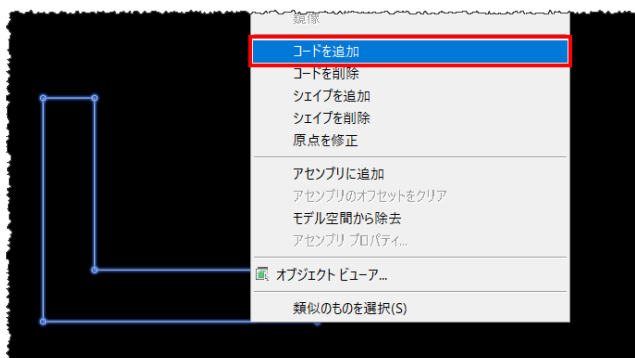 鏡像
コードを追加
コードを削除
シェイプを追加
シェイプを削除
原点を修正
アセンブリに追加
アセンブリのオフセットをクリア
モデル空間から除去
アセンブリ プロパティ...
オブジェクト ビューア...
類似のものを選択(S)